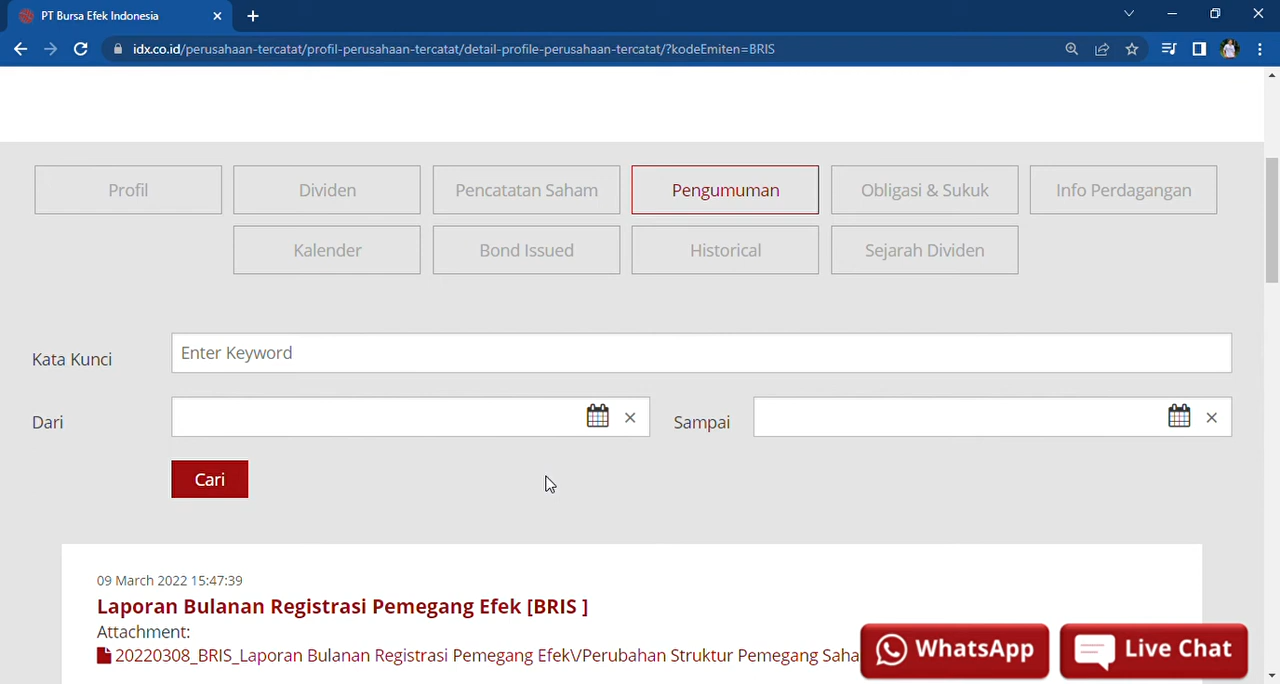 PT Bursa Efek Indonesia
idx.co.id/perusahaan-tercatat/profil-perusahaan-tercatat/detail-profile-perusahaan-tercatat/?kodeEmiten=BRIS
Profil
Dividen
Pencatatan Saham
Pengumuman
Obligasi & Sukuk
Info Perdagangan
Kalender
Bond Issued
Historical
Sejarah Dividen
Kata Kunci
Enter Keyword
Dari
Sampai
Cari
09 March 2022 15:47:39
Laporan Bulanan Registrasi Pemegang Efek [BRIS ]
Attachment:
20220308_BRIS_Laporan Bulanan Registrasi Pemegang Efek\/Perubahan Struktur Pemegang Saha
WhatsApp
Live Chat